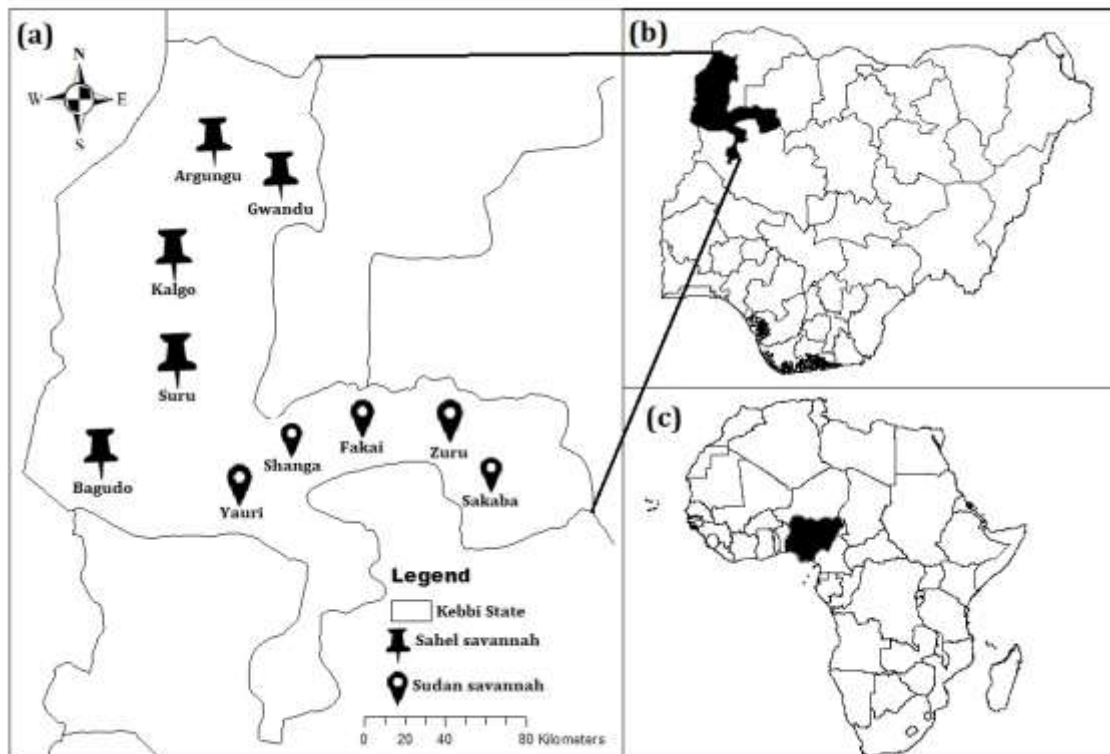 (a)
N
W E
S
Argungu
Gwandu
Kalgo
Suru
Bagudo
Yauri
Shanga
Fakai
Zuru
Sakaba
Legend
Kebbi State
Sahel savannah
Sudan savannah
0 20 40 80 Kilometers
(b)
(c)